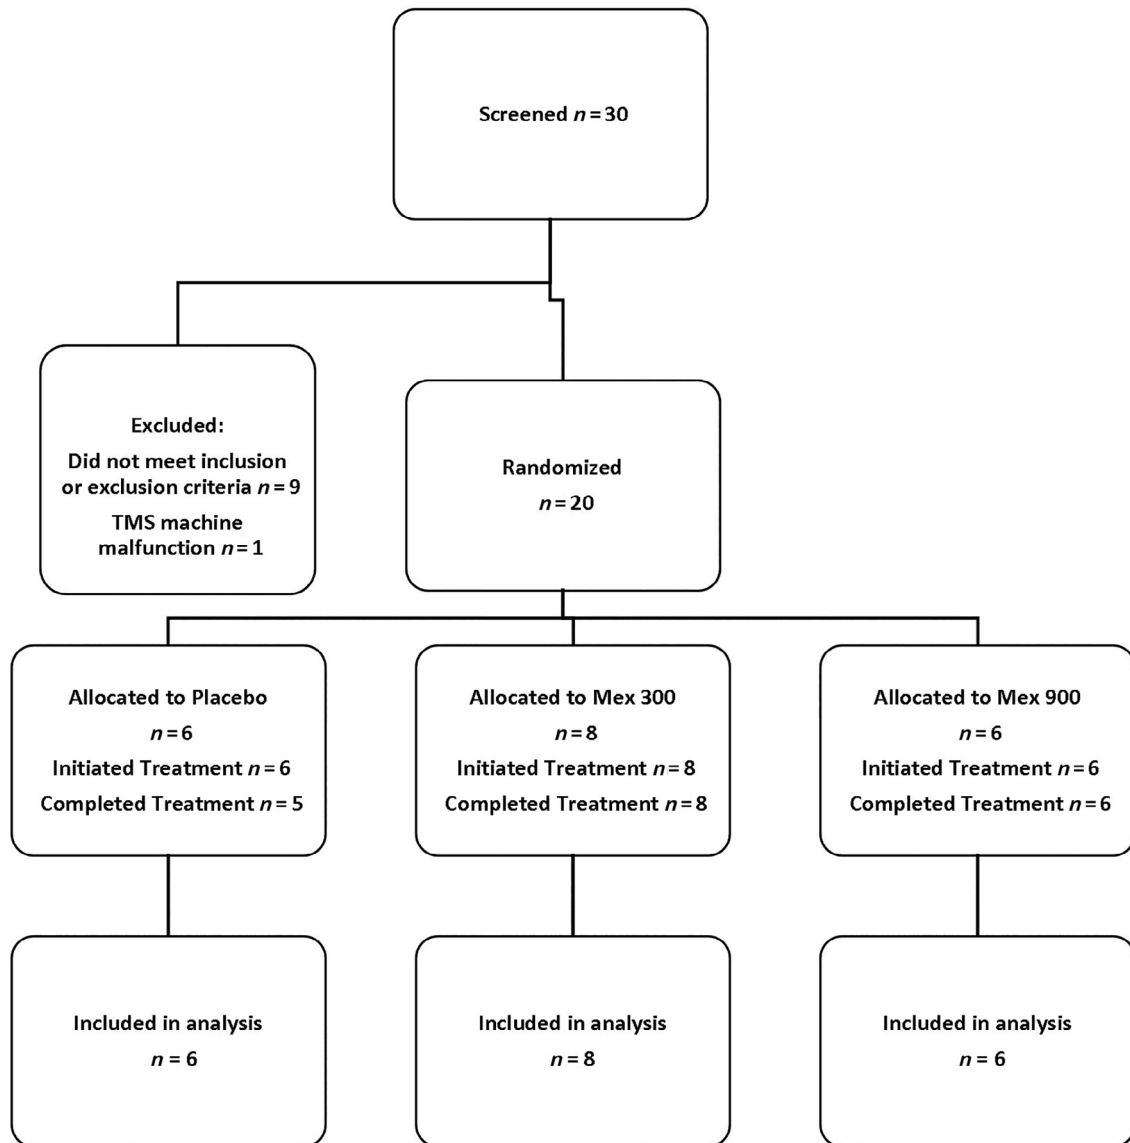 Screened n = 30
Excluded:
Did not meet inclusion
or exclusion criteria n = 9
TMS machine
malfunction n = 1
Randomized
n = 20
Allocated to Placebo
n = 6
Initiated Treatment n = 6
Completed Treatment n = 5
Allocated to Mex 300
n = 8
Initiated Treatment n = 8
Completed Treatment n = 8
Allocated to Mex 900
n = 6
Initiated Treatment n = 6
Completed Treatment n = 6
Included in analysis
n = 6
Included in analysis
n = 8
Included in analysis
n = 6